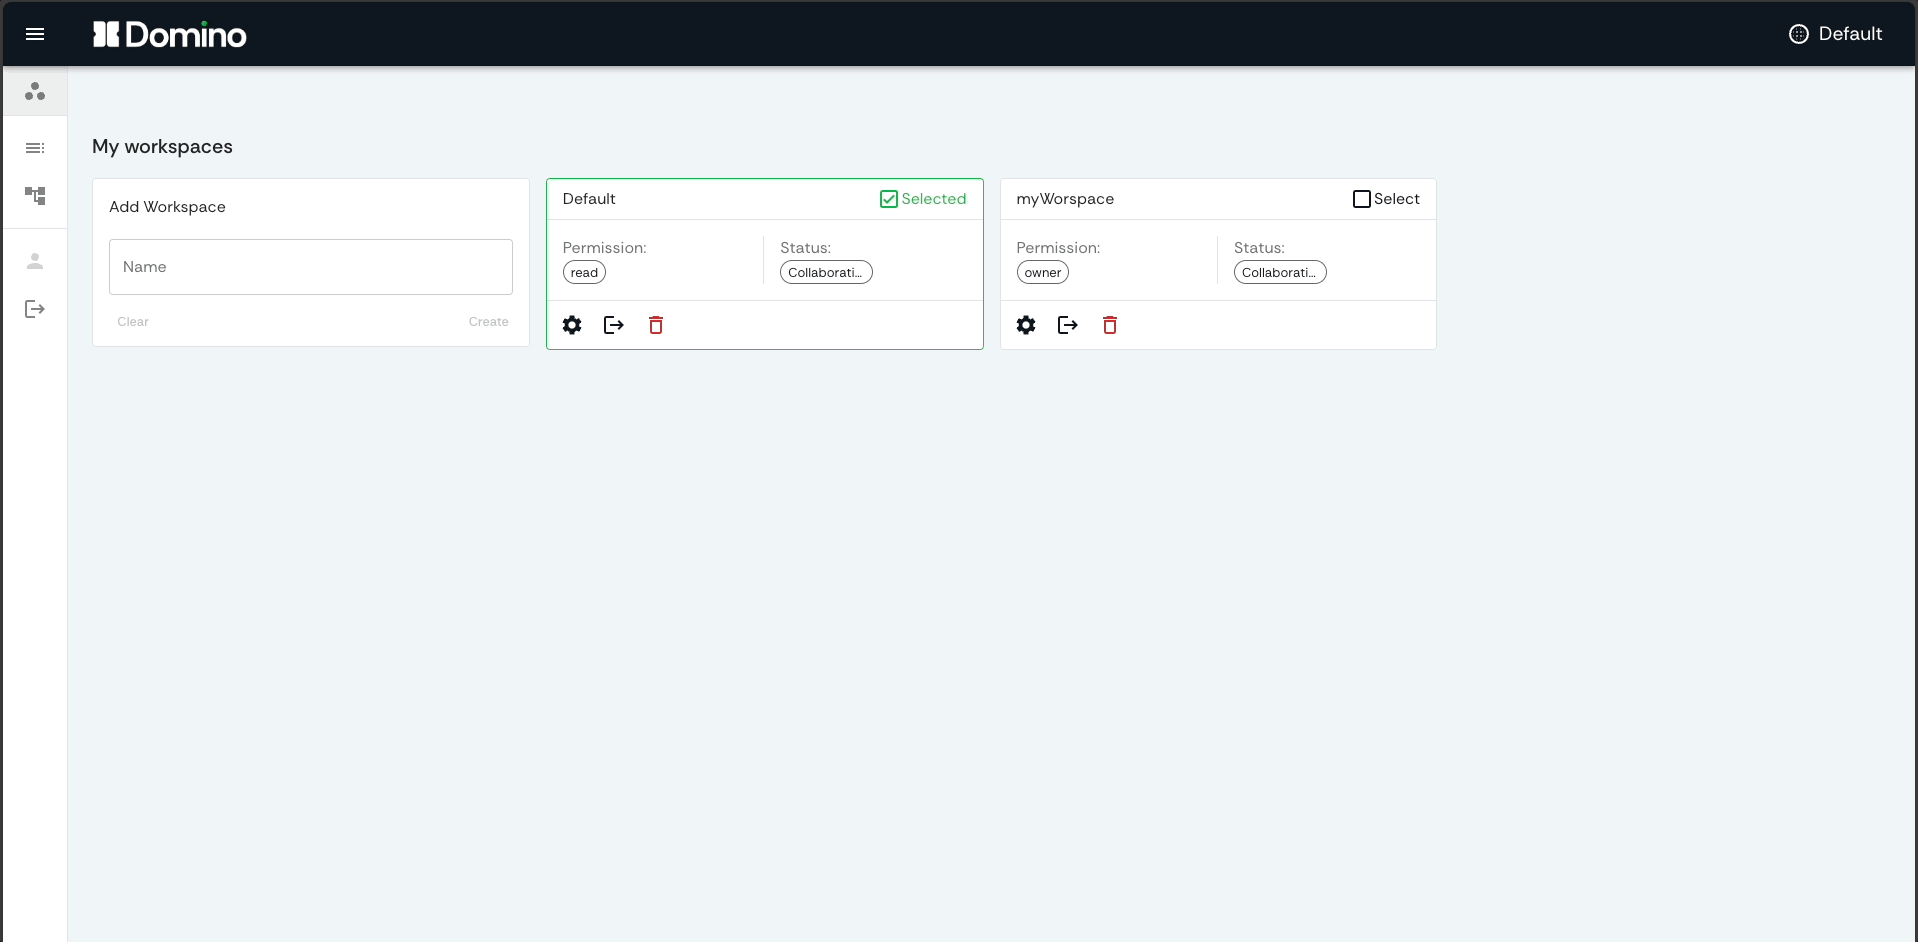 Domino
Default
My workspaces
Add Workspace
Name
Clear
Create
Default
Selected
Permission:
read
Status:
Collaborati...
myWorspace
Select
Permission:
owner
Status:
Collaborati...